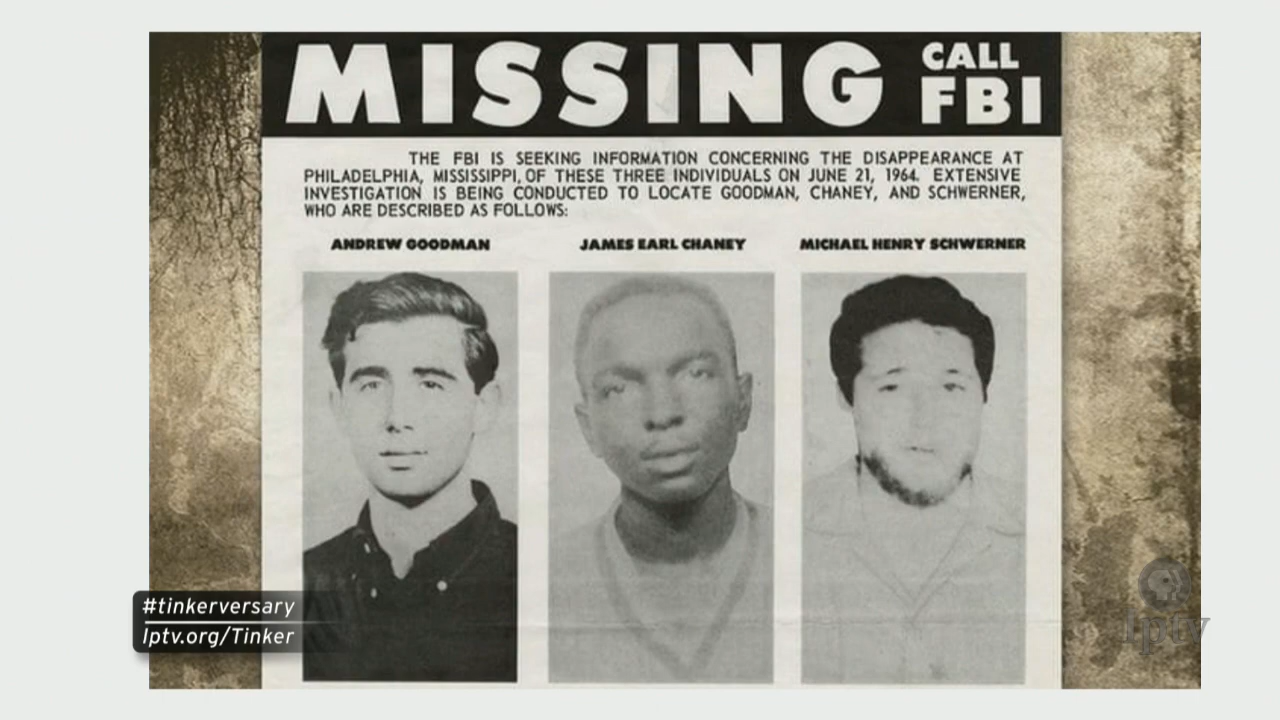 MISSING CALL FBI
THE FBI IS SEEKING INFORMATION CONCERNING THE DISAPPEARANCE AT
PHILADELPHIA, MISSISSIPPI, OF THESE THREE INDIVIDUALS ON JUNE 21, 1964. EXTENSIVE
INVESTIGATION IS BEING CONDUCTED TO LOCATE GOODMAN, CHANEY, AND SCHWERNER,
WHO ARE DESCRIBED AS FOLLOWS:
ANDREW GOODMAN JAMES EARL CHANEY MICHAEL HENRY SCHWERNER
#tinkerversary
Iptv.org/Tinker
Iptv